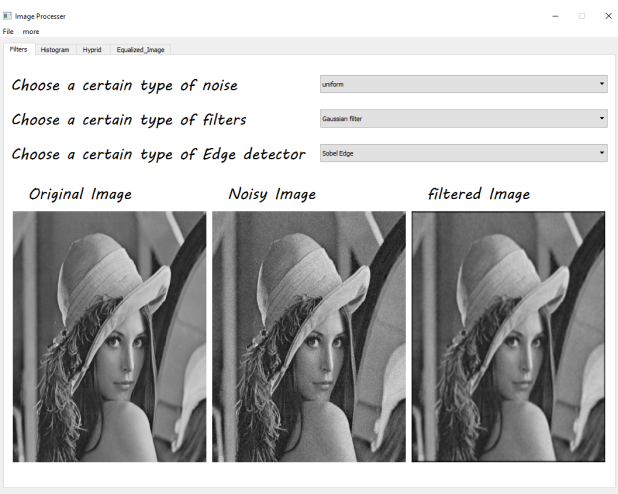 Image Processer
File more
Filters Histogram Hyprid Equalized_Image
Choose a certain type of noise uniform
Choose a certain type of filters Gaussian filter
Choose a certain type of Edge detector Sobel Edge
Original Image Noisy Image filtered Image